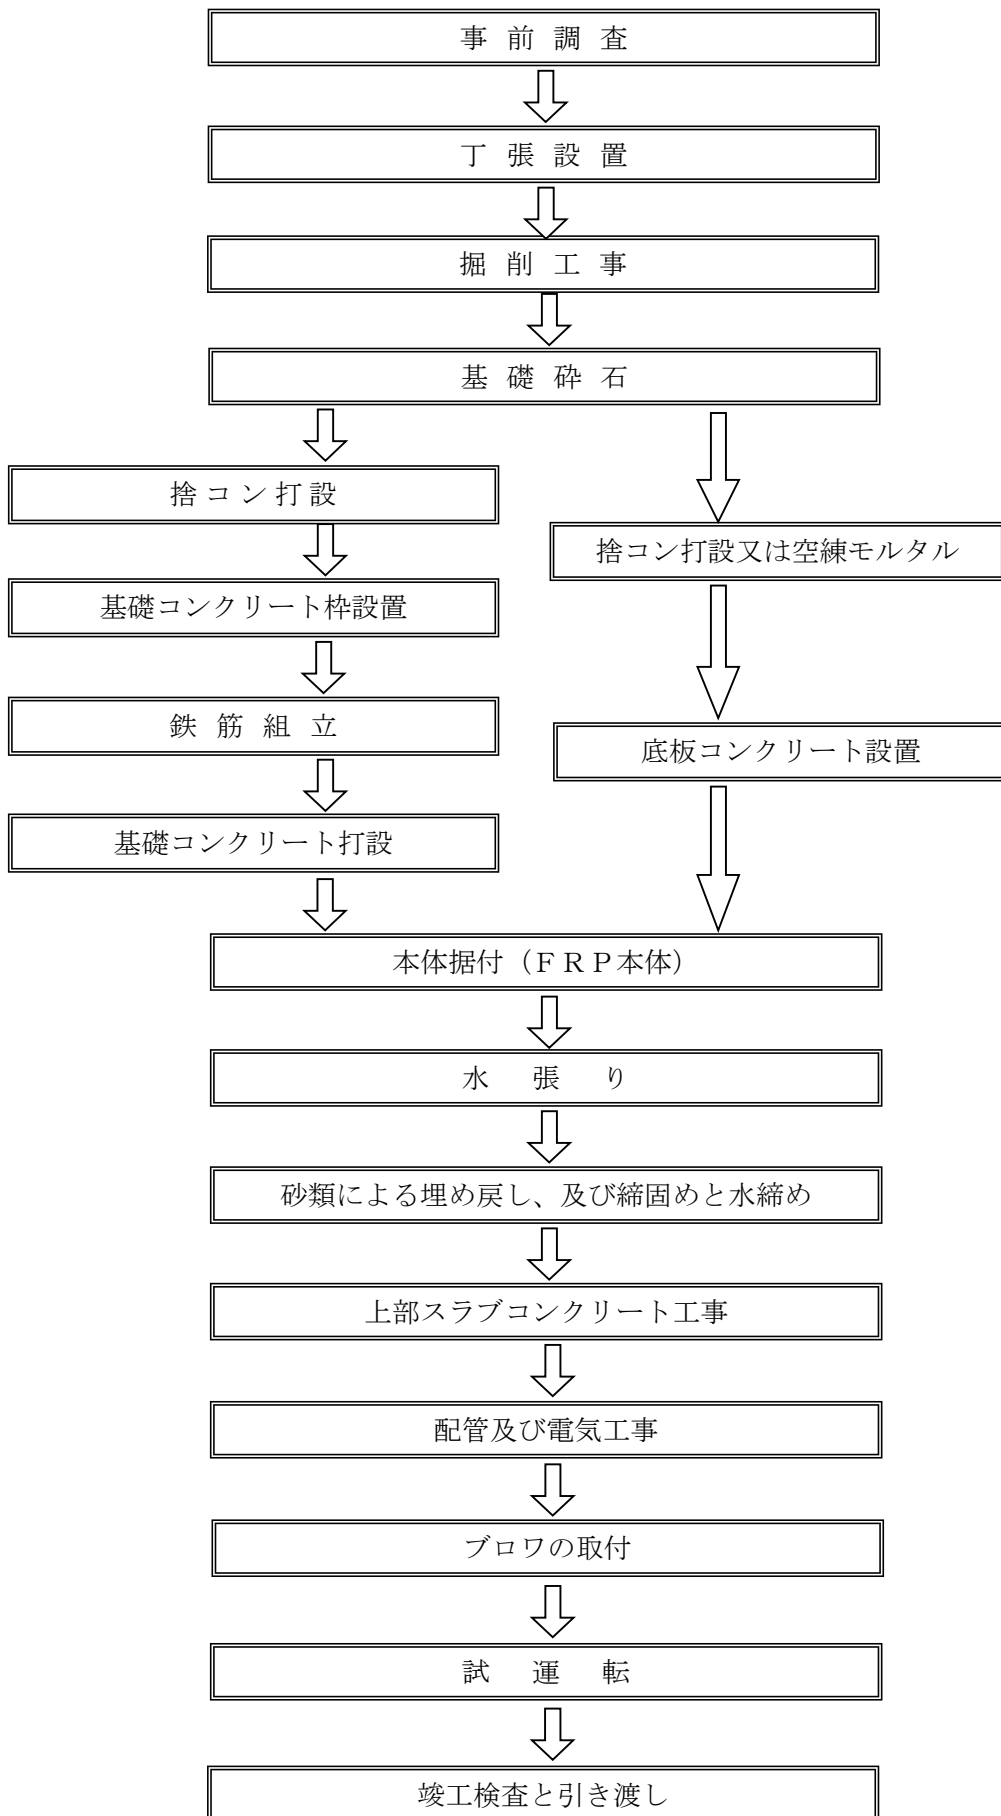 事前調査
丁張設置
掘削工事
基礎砕石
捨コン打設
基礎コンクリート枠設置
鉄筋組立
基礎コンクリート打設
捨コン打設又は空練モルタル
底板コンクリート設置
本体据付（ＦＲＰ本体）
水張り
砂類による埋め戻し、及び締固めと水締め
上部スラブコンクリート工事
配管及び電気工事
ブロワの取付
試運転
竣工検査と引き渡し